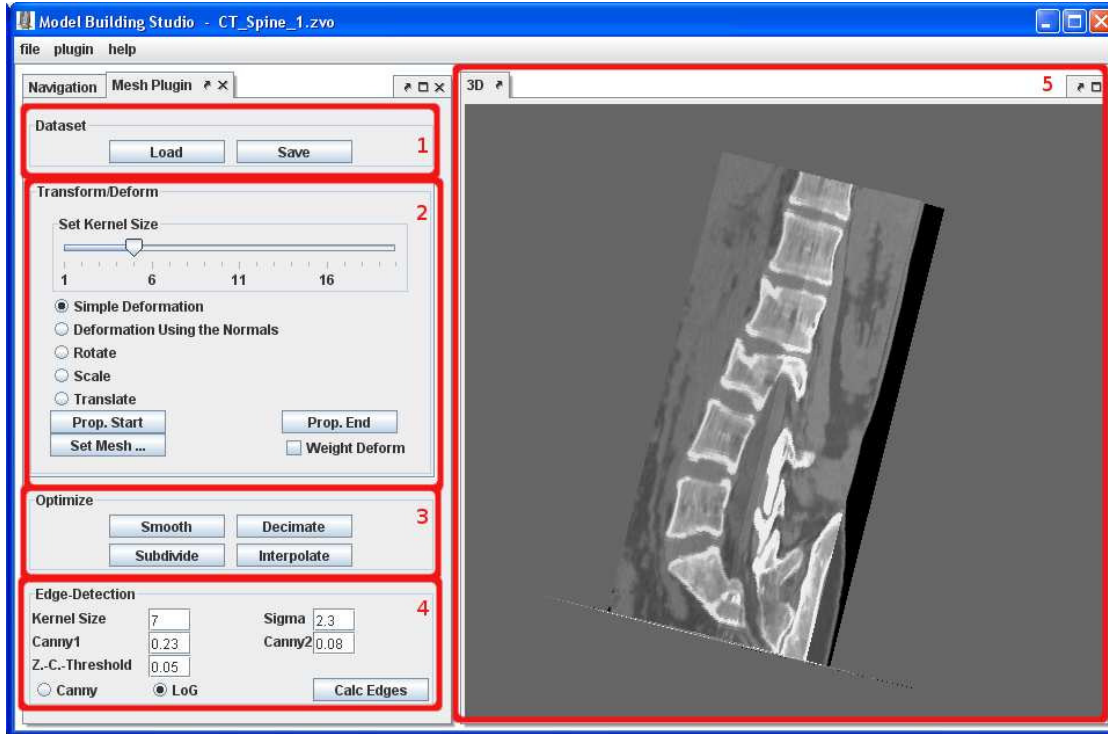 Model Building Studio - CT_Spine_1.zvo
file plugin help
Navigation Mesh Plugin
3D
5
Dataset
Load Save
1
Transform/Deform
2
Set Kernel Size
1 6 11 16
Simple Deformation
Deformation Using the Normals
Rotate
Scale
Translate
Prop. Start Prop. End
Set Mesh ... Weight Deform
Optimize
3
Smooth Decimate
Subdivide Interpolate
Edge-Detection
4
Kernel Size 7 Sigma 2.3
Canny1 0.23 Canny2 0.08
Z.-C.-Threshold 0.05
Canny LoG Calc Edges